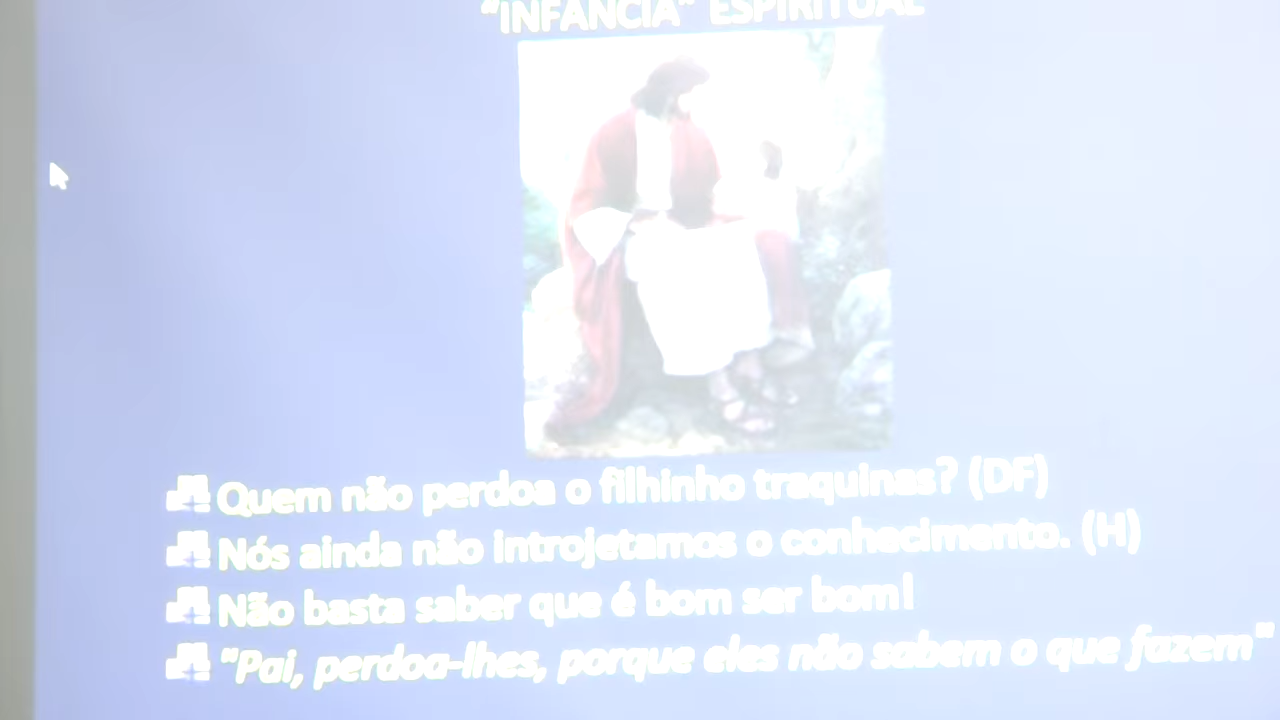 “INFÂNCIA” ESPIRITUAL
Quem não perdoa o filhinho traquinas? (DF)
Nós ainda não introjetamos o conhecimento. (H)
Não basta saber que é bom ser bom!
"Pai, perdoa-lhes, porque eles não sabem o que fazem"